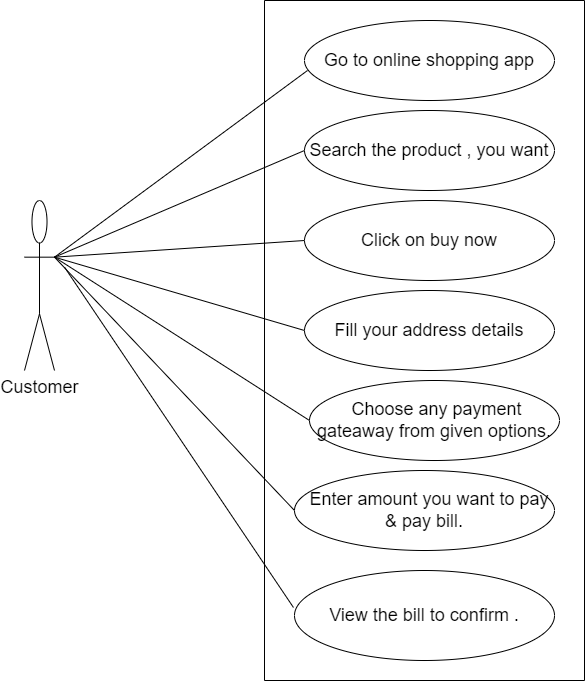 Go to online shopping app
Search the product , you want
Click on buy now
Fill your address details
Choose any payment
gateaway from given options.
Enter amount you want to pay
& pay bill.
View the bill to confirm .
Customer